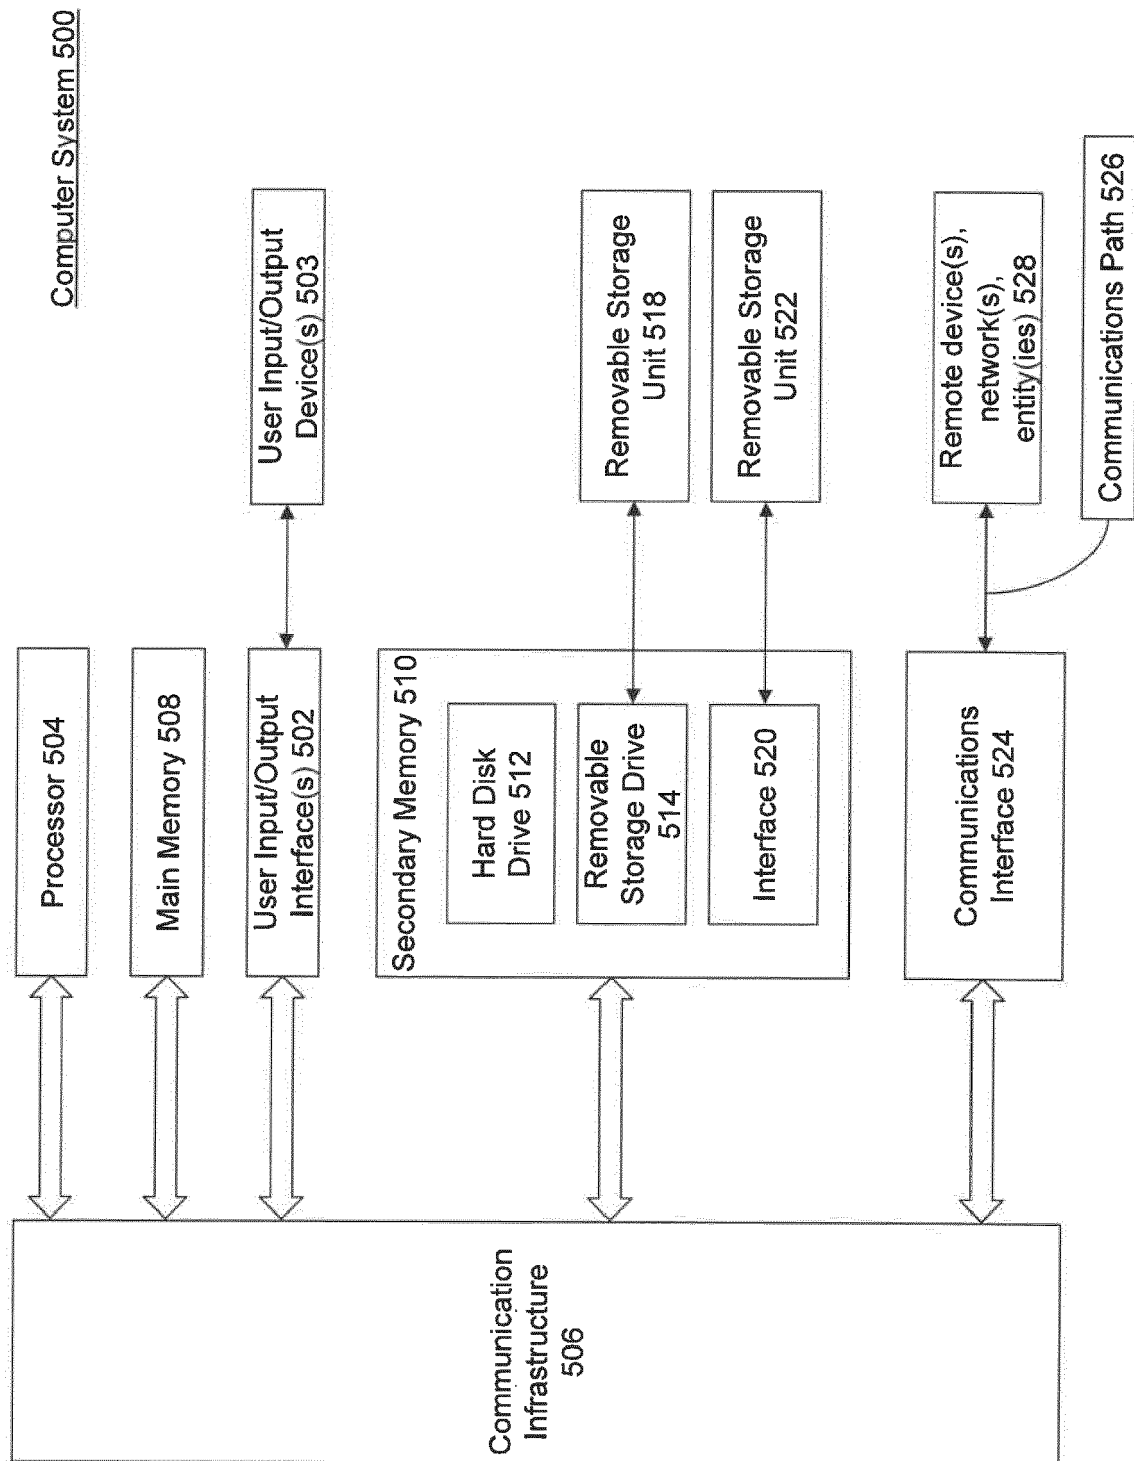 Computer System 500
Processor 504
Main Memory 508
User Input/Output
Interface(s) 502
User Input/Output
Device(s) 503
Communication
Infrastructure
506
Secondary Memory 510
Hard Disk
Drive 512
Removable
Storage Drive
514
Interface 520
Removable Storage
Unit 518
Removable Storage
Unit 522
Communications
Interface 524
Remote device(s),
network(s),
entity(ies) 528
Communications Path 526